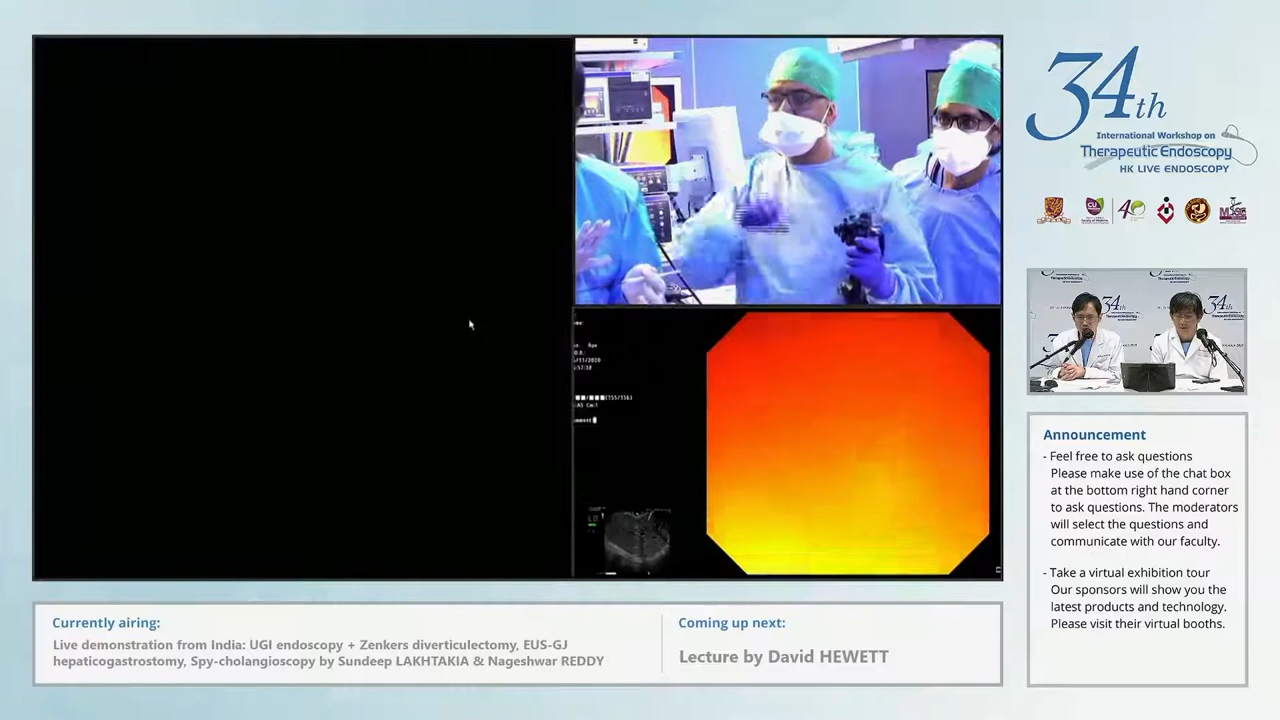 34th
International Workshop on
Therapeutic Endoscopy
HK LIVE ENDOSCOPY
Announcement
- Feel free to ask questions
Please make use of the chat box
at the bottom right hand corner
to ask questions. The moderators
will select the questions and
communicate with our faculty.
- Take a virtual exhibition tour
Our sponsors will show you the
latest products and technology.
Please visit their virtual booths.
Currently airing:
Live demonstration from India: UGI endoscopy + Zenkers diverticulectomy, EUS-GJ
hepaticogastrostomy, Spy-cholangioscopy by Sundeep LAKHTAKIA & Nageshwar REDDY
Coming up next:
Lecture by David HEWETT